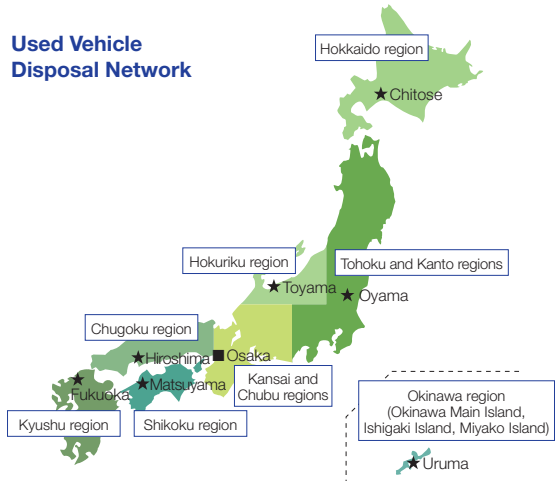 Used Vehicle
Disposal Network
Hokkaido region
Chitose
Hokuriku region
Tohoku and Kanto regions
Toyama
Oyama
Chugoku region
Hiroshima
Osaka
Matsuyama
Fukuoka
Kansai and
Chubu regions
Kyushu region
Shikoku region
Okinawa region
(Okinawa Main Island,
Ishigaki Island, Miyako Island)
Uruma